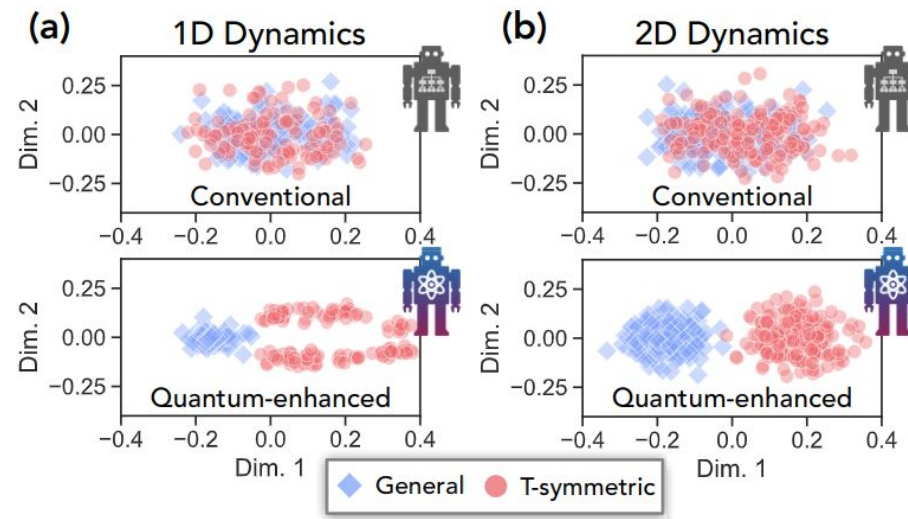 (a) 1D Dynamics
(b) 2D Dynamics
Dim. 2
0.25
0.00
−0.25
Conventional
−0.4 −0.2 0.0 0.2 0.4
Dim. 2
0.25
0.00
−0.25
Conventional
−0.4 −0.2 0.0 0.2 0.4
Dim. 2
0.25
0.00
−0.25
Quantum-enhanced
−0.4 −0.2 0.0 0.2 0.4
Dim. 1
Dim. 2
0.25
0.00
−0.25
Quantum-enhanced
−0.4 −0.2 0.0 0.2 0.4
Dim. 1
General T-symmetric